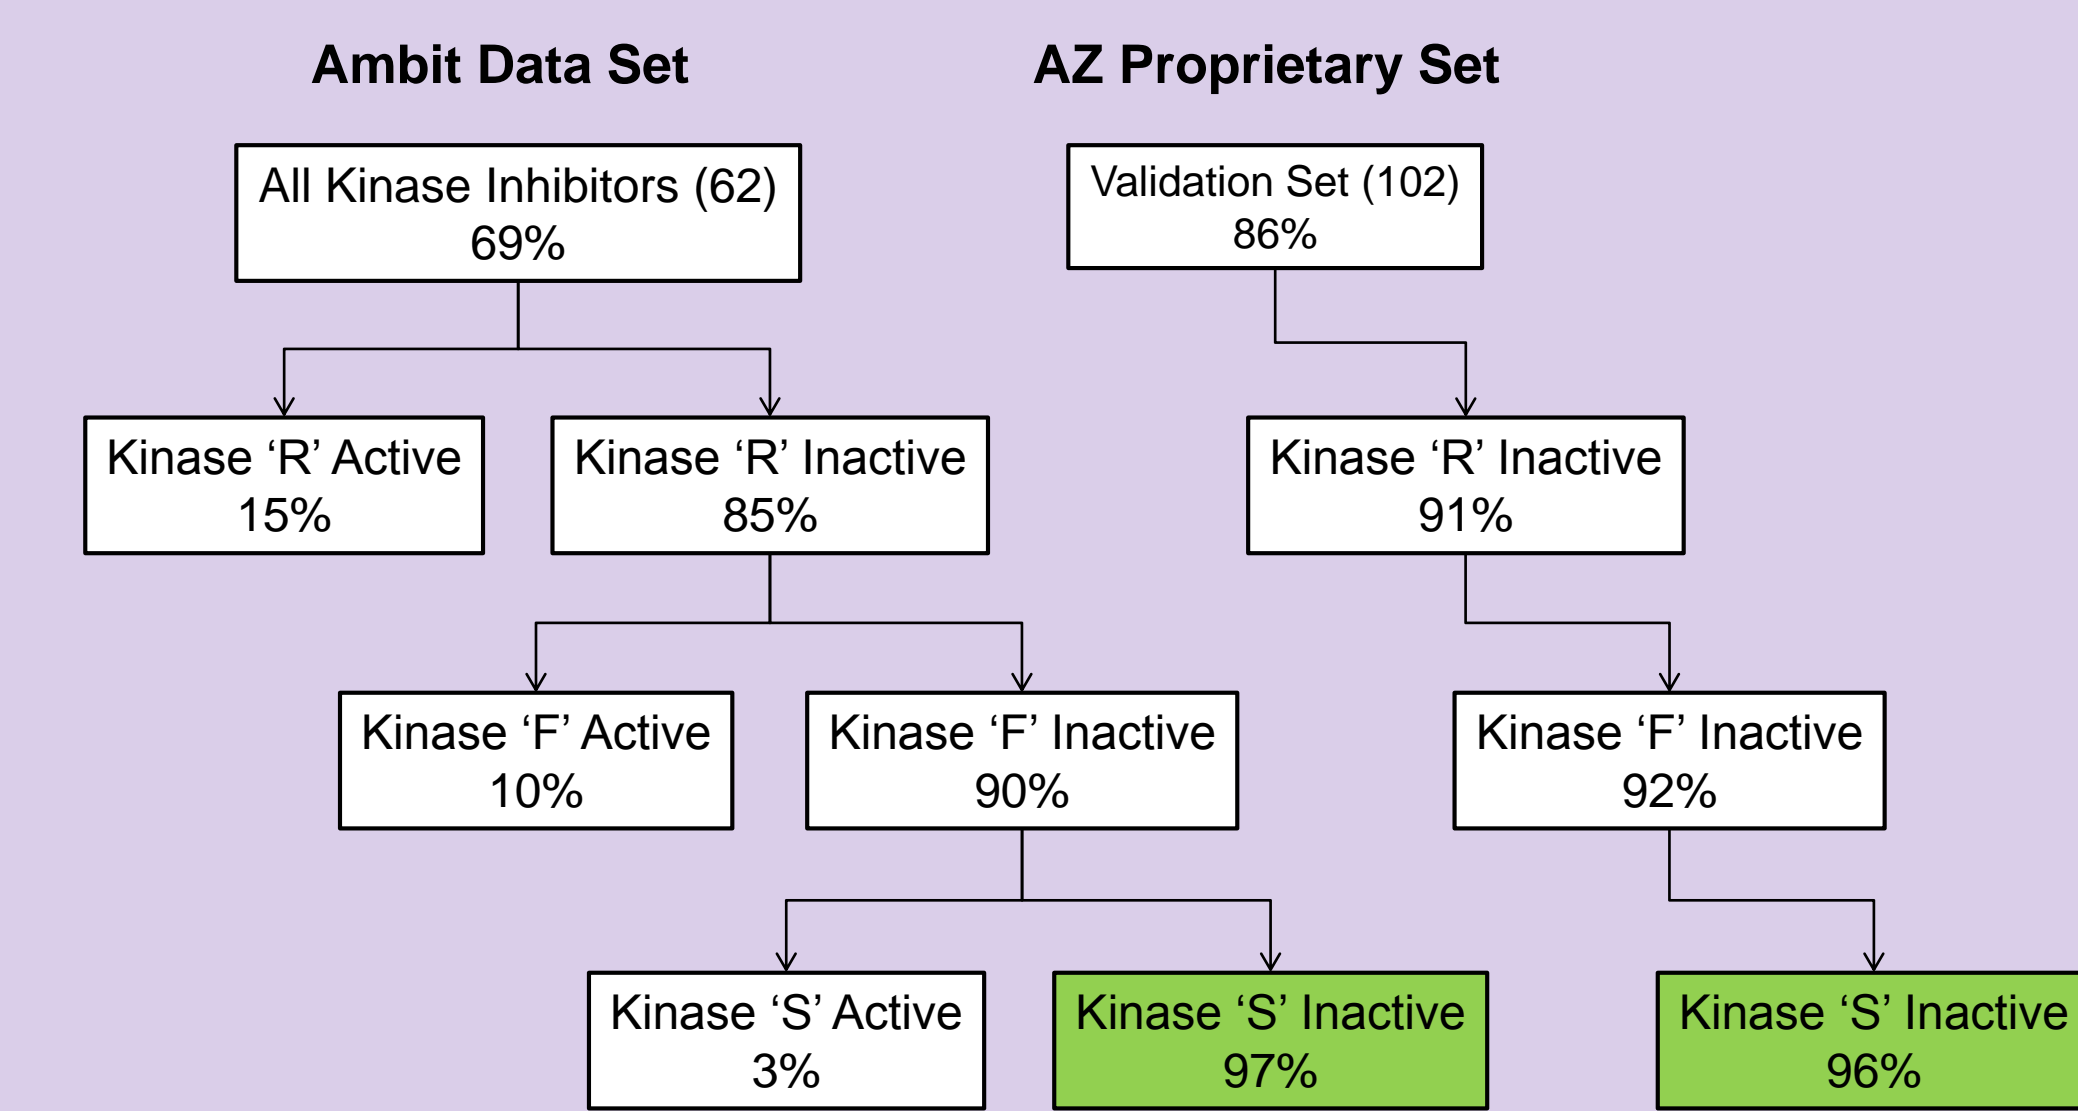 Ambit Data Set
AZ Proprietary Set
All Kinase Inhibitors (62)
69%
Validation Set (102)
86%
Kinase ‘R’ Active
15%
Kinase ‘R’ Inactive
85%
Kinase ‘R’ Inactive
91%
Kinase ‘F’ Active
10%
Kinase ‘F’ Inactive
90%
Kinase ‘F’ Inactive
92%
Kinase ‘S’ Active
3%
Kinase ‘S’ Inactive
97%
Kinase ‘S’ Inactive
96%